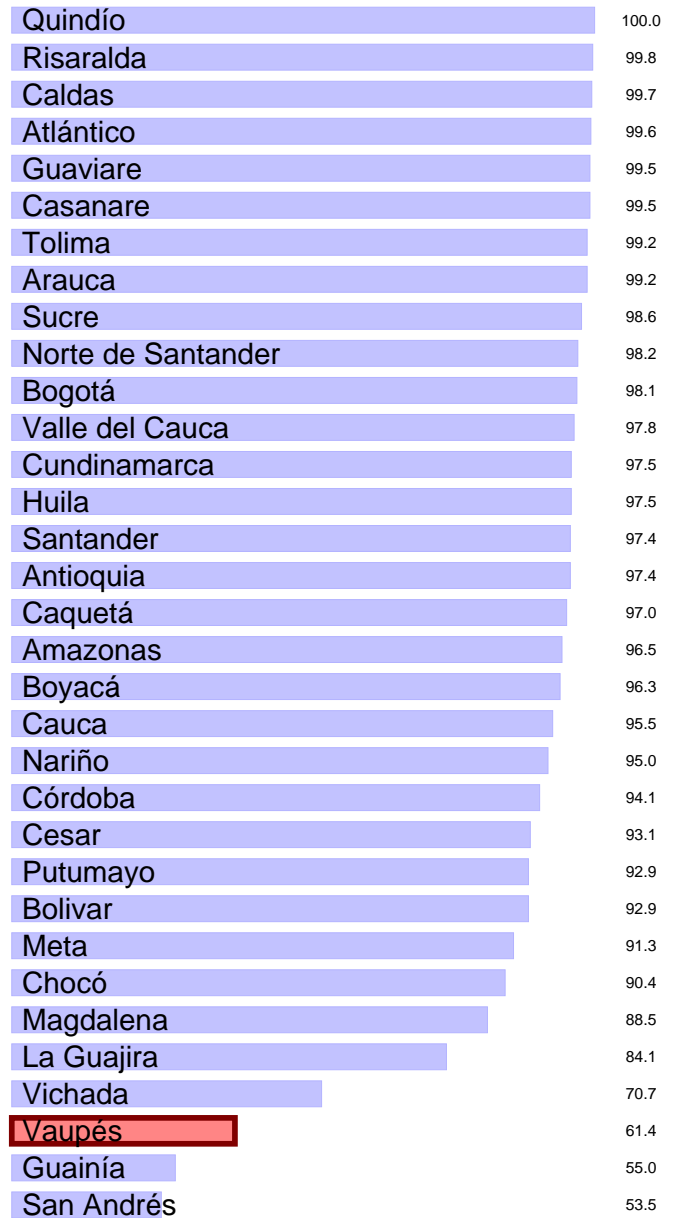 Quindío 100.0
Risaralda 99.8
Caldas 99.7
Atlántico 99.6
Guaviare 99.5
Casanare 99.5
Tolima 99.2
Arauca 99.2
Sucre 98.6
Norte de Santander 98.2
Bogotá 98.1
Valle del Cauca 97.8
Cundinamarca 97.5
Huila 97.5
Santander 97.4
Antioquia 97.4
Caquetá 97.0
Amazonas 96.5
Boyacá 96.3
Cauca 95.5
Nariño 95.0
Córdoba 94.1
Cesar 93.1
Putumayo 92.9
Bolivar 92.9
Meta 91.3
Chocó 90.4
Magdalena 88.5
La Guajira 84.1
Vichada 70.7
Vaupés 61.4
Guainía 55.0
San Andrés 53.5